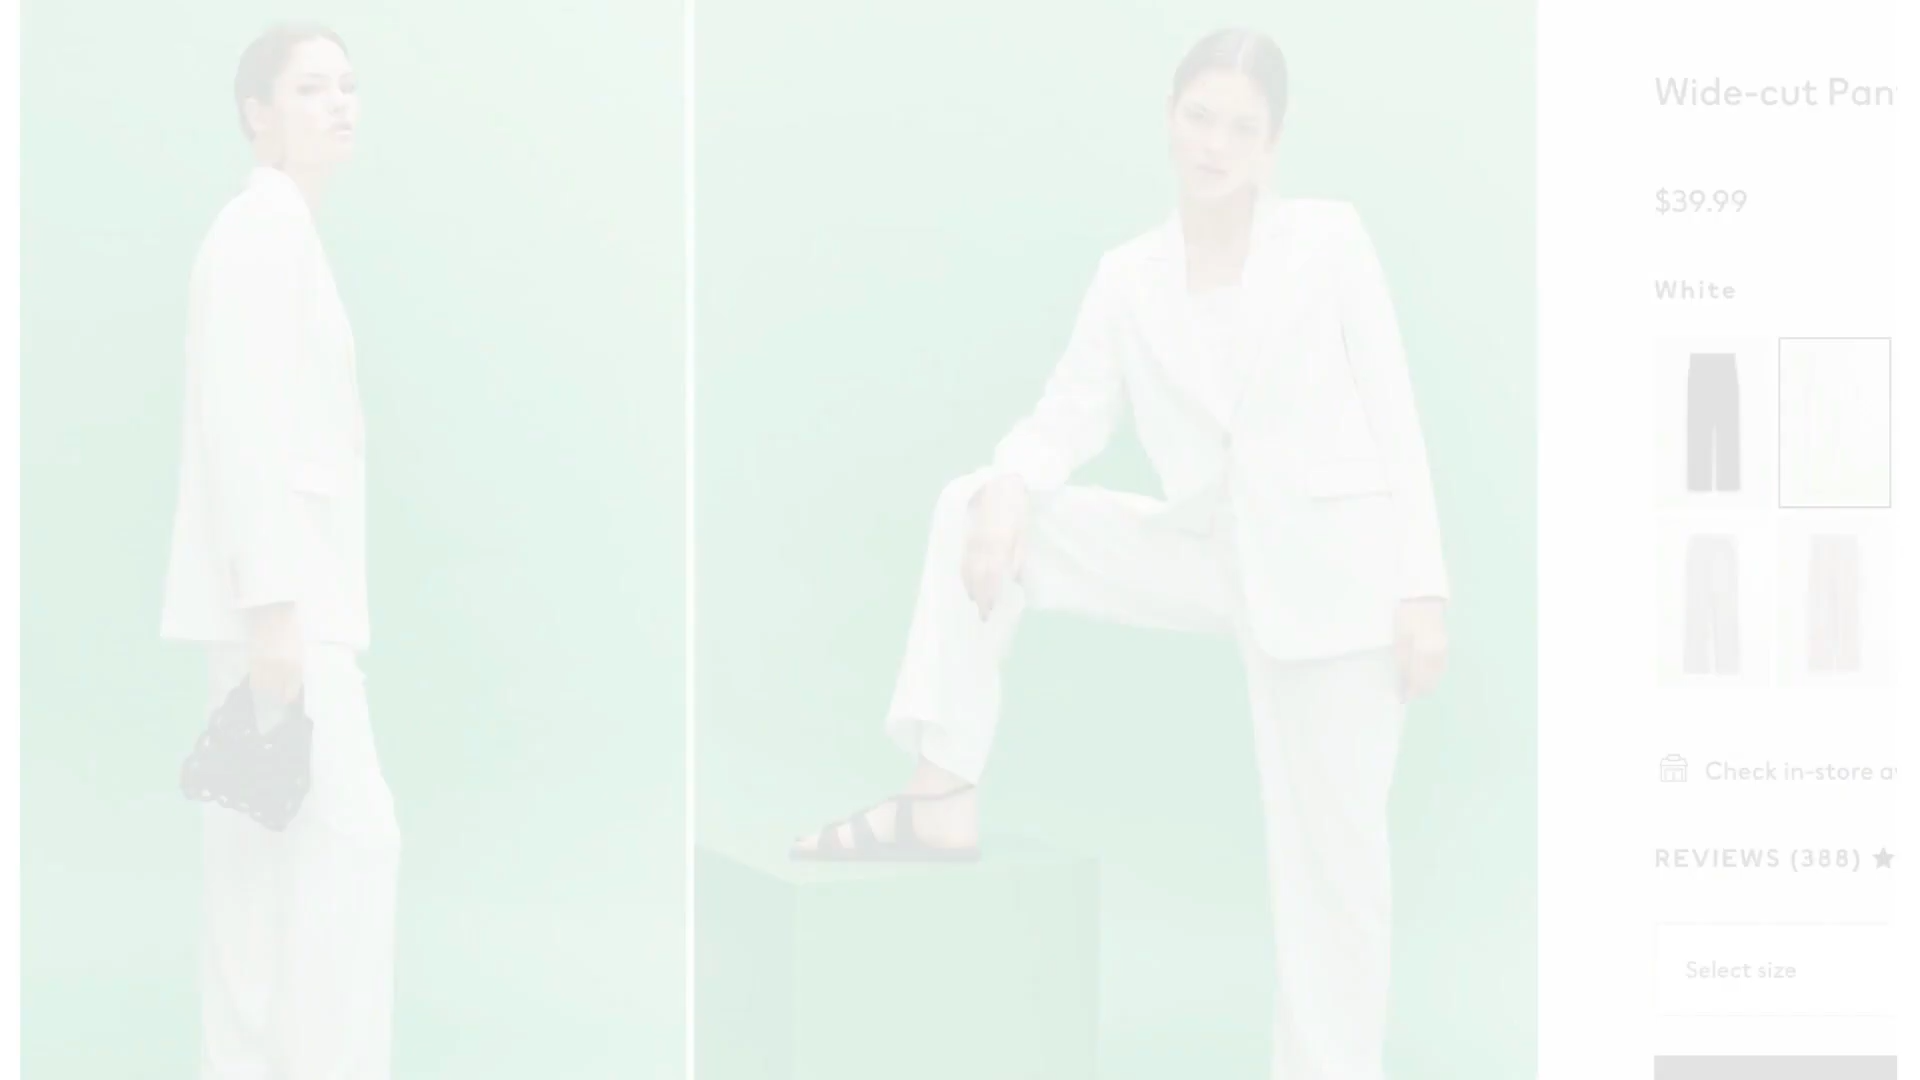 Wide-cut Pan
$39.99
White
Check in-store a
REVIEWS (388) ★
Select size